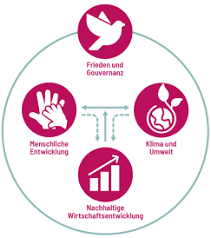 Frieden und
Gouvernanz
Menschliche
Entwicklung
Klima und
Umwelt
Nachhaltige
Wirtschaftsentwicklung